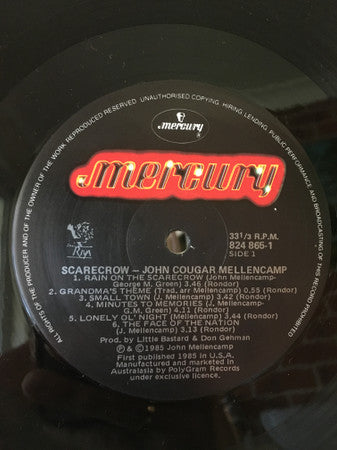 ALL RIGHTS OF THE PRODUCER AND OF THE OWNER OF THE WORK REPRODUCED RESERVED. UNAUTHORISED COPYING, HIRING, LENDING, PUBLIC PERFORMANCE AND BROADCASTING OF THIS RECORD PROHIBITED.
mercury
mercury
Riva
33⅓ R.P.M.
824 865-1
SIDE 1
SCARECROW ~ JOHN COUGAR MELLENCAMP
1. RAIN ON THE SCARECROW (John Mellencamp-
George M. Green) 3.46 (Rondor)
2. GRANDMA'S THEME (Trad. arr Mellencamp) 0.55 (Rondor)
3. SMALL TOWN (J. Mellencamp) 3.42 (Rondor)
4. MINUTES TO MEMORIES (J. Mellencamp-
G.M. Green) 4.11 (Rondor)
5. LONELY OL' NIGHT (Mellencamp) 3.44 (Rondor)
6. THE FACE OF THE NATION
(J. Mellencamp) 3.13 (Rondor)
Prod. by Little Bastard & Don Gehman
℗ & © 1985 John Mellencamp
First published 1985 in U.S.A.
Manufactured and marketed in
Australasia by PolyGram Records
under exclusive licence.